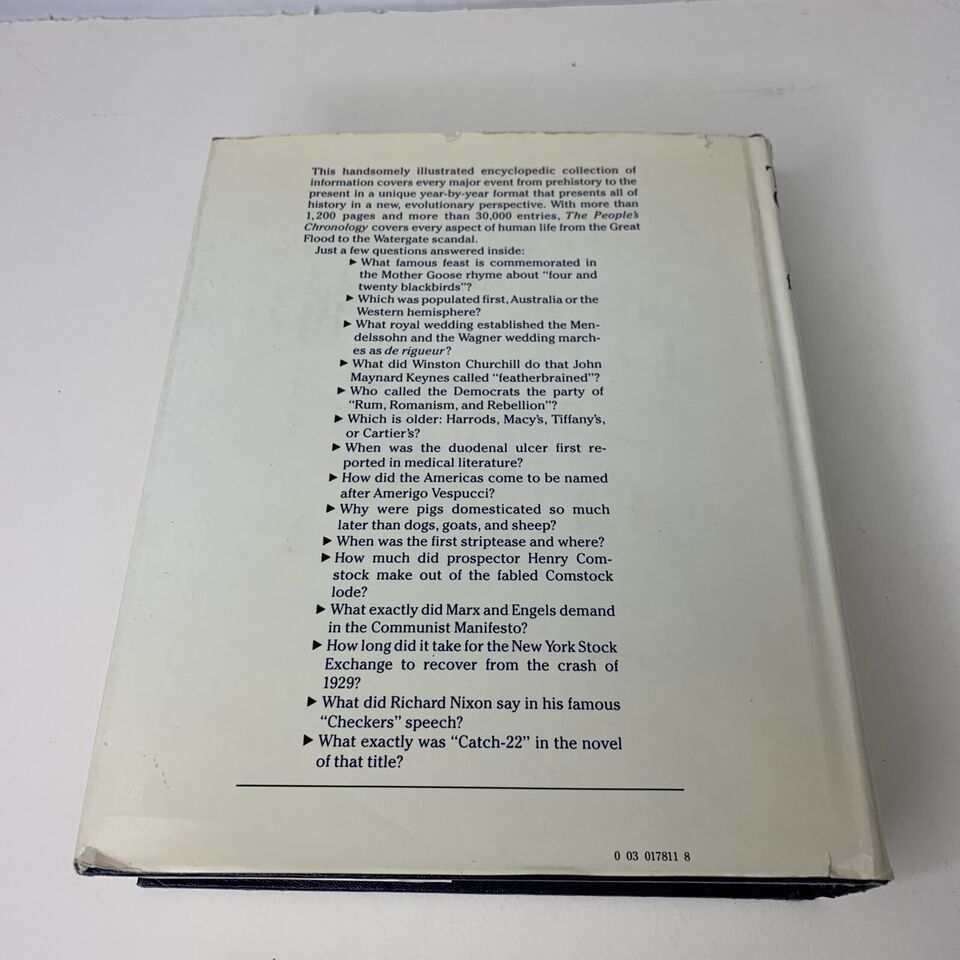 This handsomely illustrated encyclopedic collection of
information covers every major event from prehistory to the
present in a unique year-by-year format that presents all of
history in a new, evolutionary perspective. With more than
1,200 pages and more than 30,000 entries, The People's
Chronology covers every aspect of human life from the Great
Flood to the Watergate scandal.
Just a few questions answered inside:
► What famous feast is commemorated in
the Mother Goose rhyme about "four and
twenty blackbirds"?
► Which was populated first, Australia or the
Western hemisphere?
► What royal wedding established the Men-
delssohn and the Wagner wedding march-
es as de rigueur?
► What did Winston Churchill do that John
Maynard Keynes called "featherbrained"?
► Who called the Democrats the party of
"Rum, Romanism, and Rebellion"?
► Which is older: Harrods, Macy's, Tiffany's,
or Cartier's?
► When was the duodenal ulcer first re-
ported in medical literature?
► How did the Americas come to be named
after Amerigo Vespucci?
► Why were pigs domesticated so much
later than dogs, goats, and sheep?
► When was the first striptease and where?
► How much did prospector Henry Com-
stock make out of the fabled Comstock
lode?
► What exactly did Marx and Engels demand
in the Communist Manifesto?
► How long did it take for the New York Stock
Exchange to recover from the crash of
1929?
► What did Richard Nixon say in his famous
"Checkers" speech?
► What exactly was "Catch-22" in the novel
of that title?
0 03 017811 8